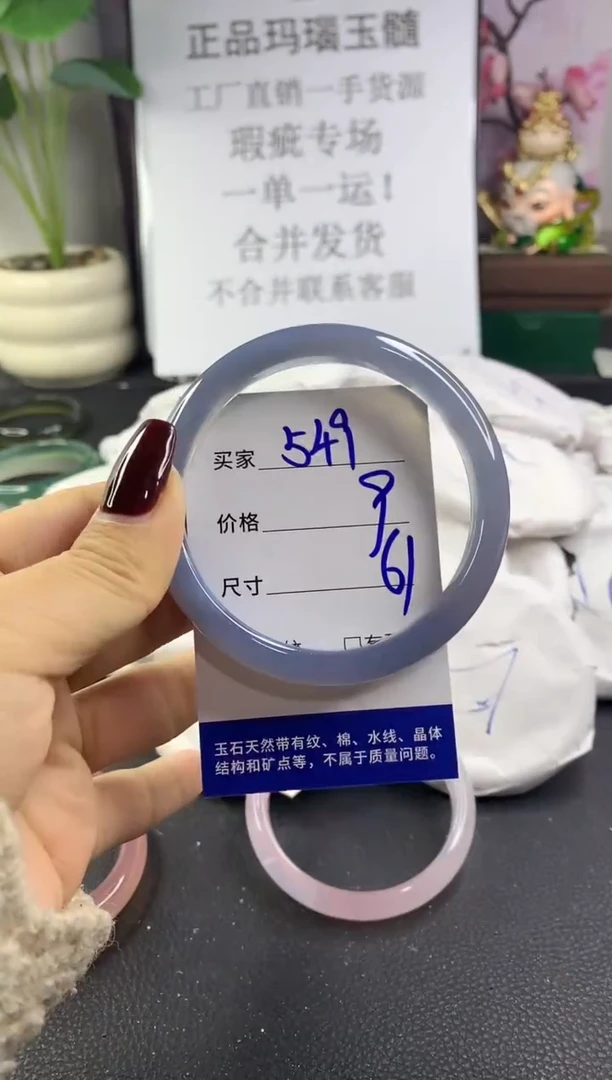 正品玛瑙玉髓
工厂直销一手货源
瑕疵专场
一单一运！
合并发货
不合并联系客服
买家 549
价格 9
尺寸 61
玉石天然带有纹、棉、水线、晶体
结构和矿点等，不属于质量问题。